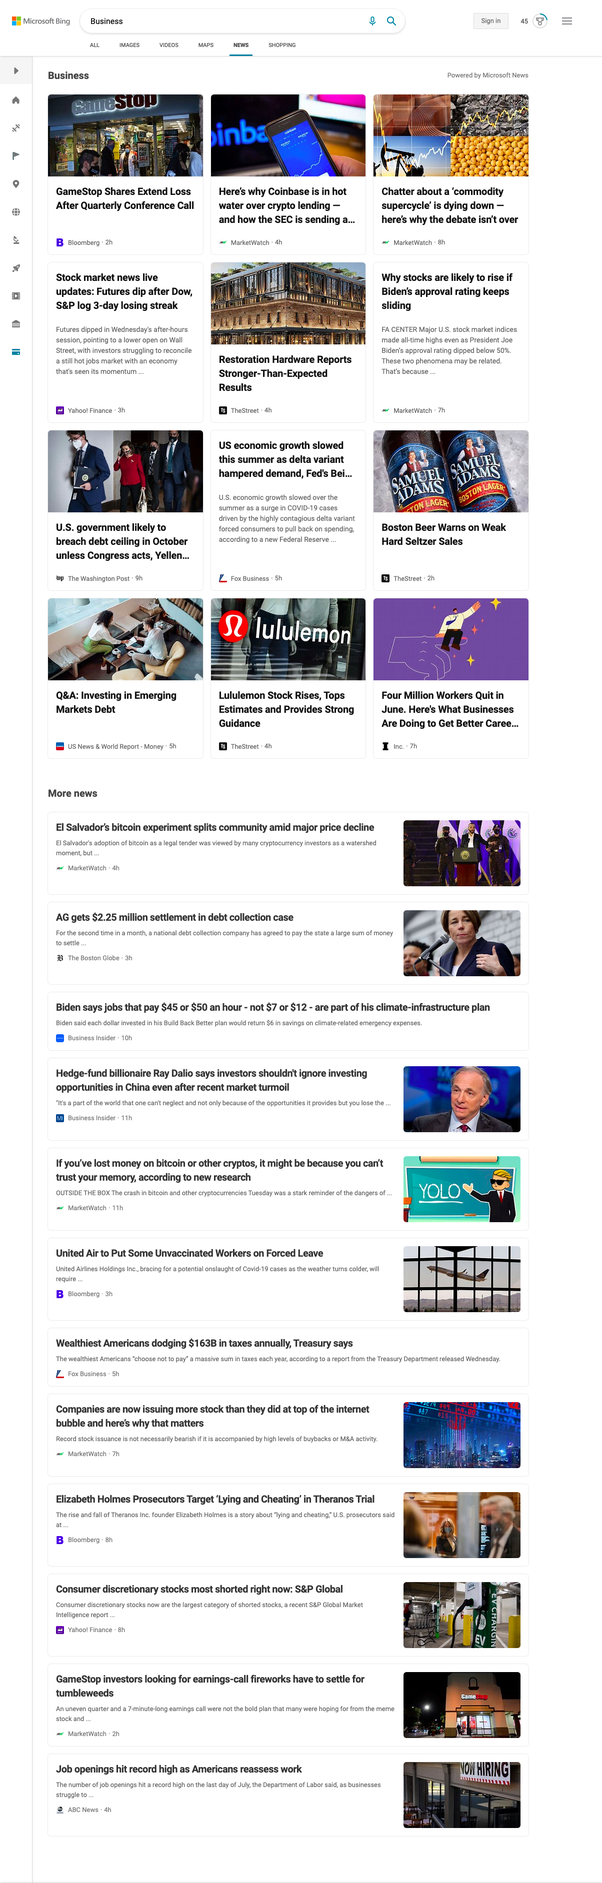 Microsoft Bing
Business
Sign in
45
ALL IMAGES VIDEOS MAPS NEWS SHOPPING
Business
Powered by Microsoft News
GameStop
GameStop Shares Extend Loss
After Quarterly Conference Call
Bloomberg · 2h
oinba
Here's why Coinbase is in hot
water over crypto lending —
and how the SEC is sending a...
MarketWatch · 4h
Chatter about a 'commodity
supercycle' is dying down —
here's why the debate isn't over
MarketWatch · 8h
Stock market news live
updates: Futures dip after Dow,
S&P log 3-day losing streak
Futures dipped in Wednesday's after-hours
session, pointing to a lower open on Wall
Street, with investors struggling to reconcile
a still hot jobs market with an economy
that's seen its momentum ...
Yahoo! Finance · 3h
Restoration Hardware Reports
Stronger-Than-Expected
Results
TheStreet · 4h
Why stocks are likely to rise if
Biden's approval rating keeps
sliding
FA CENTER Major U.S. stock market indices
made all-time highs even as President Joe
Biden's approval rating dipped below 50%.
These two phenomena may be related.
That's because ...
MarketWatch · 7h
U.S. government likely to
breach debt ceiling in October
unless Congress acts, Yellen...
The Washington Post · 9h
US economic growth slowed
this summer as delta variant
hampered demand, Fed's Bei...
U.S. economic growth slowed over the
summer as a surge in COVID-19 cases
driven by the highly contagious delta variant
forced consumers to pull back on spending,
according to a new Federal Reserve ...
Fox Business · 5h
SAMUEL ADAMS
BOSTON LAGER
SAMUEL ADAMS
BOSTON LAGER
Boston Beer Warns on Weak
Hard Seltzer Sales
TheStreet · 2h
Q&A: Investing in Emerging
Markets Debt
US News & World Report - Money · 5h
lululemon
Lululemon Stock Rises, Tops
Estimates and Provides Strong
Guidance
TheStreet · 4h
Four Million Workers Quit in
June. Here's What Businesses
Are Doing to Get Better Caree...
Inc. · 7h
More news
El Salvador's bitcoin experiment splits community amid major price decline
El Salvador's adoption of bitcoin as a legal tender was viewed by many cryptocurrency investors as a watershed
moment, but ...
MarketWatch · 4h
AG gets $2.25 million settlement in debt collection case
For the second time in a month, a national debt collection company has agreed to pay the state a large sum of money
to settle ...
The Boston Globe · 3h
Biden says jobs that pay $45 or $50 an hour - not $7 or $12 - are part of his climate-infrastructure plan
Biden said each dollar invested in his Build Back Better plan would return $6 in savings on climate-related emergency expenses.
Business Insider · 10h
Hedge-fund billionaire Ray Dalio says investors shouldn't ignore investing
opportunities in China even after recent market turmoil
"It's a part of the world that one can't neglect and not only because of the opportunities it provides but you lose the ...
Business Insider · 11h
If you've lost money on bitcoin or other cryptos, it might be because you can't
trust your memory, according to new research
OUTSIDE THE BOX The crash in bitcoin and other cryptocurrencies Tuesday was a stark reminder of the dangers of ...
MarketWatch · 11h
YOLO
United Air to Put Some Unvaccinated Workers on Forced Leave
United Airlines Holdings Inc., bracing for a potential onslaught of Covid-19 cases as the weather turns colder, will
require ...
Bloomberg · 3h
Wealthiest Americans dodging $163B in taxes annually, Treasury says
The wealthiest Americans "choose not to pay" a massive sum in taxes each year, according to a report from the Treasury Department released Wednesday.
Fox Business · 5h
Companies are now issuing more stock than they did at top of the internet
bubble and here's why that matters
Record stock issuance is not necessarily bearish if it is accompanied by high levels of buybacks or M&A activity.
MarketWatch · 7h
Elizabeth Holmes Prosecutors Target 'Lying and Cheating' in Theranos Trial
The rise and fall of Theranos Inc. founder Elizabeth Holmes is a story about "lying and cheating," U.S. prosecutors said
at ...
Bloomberg · 8h
Consumer discretionary stocks most shorted right now: S&P Global
Consumer discretionary stocks now are the largest category of shorted stocks, a recent S&P Global Market
Intelligence report ...
Yahoo! Finance · 8h
EV CHARGING
EV
GameStop investors looking for earnings-call fireworks have to settle for
tumbleweeds
An uneven quarter and a 7-minute-long earnings call were not the bold plan that many were hoping for from the meme
stock and ...
MarketWatch · 2h
GameStop
Job openings hit record high as Americans reassess work
The number of job openings hit a record high on the last day of July, the Department of Labor said, as businesses
struggle to ...
ABC News · 4h
NOW HIRING